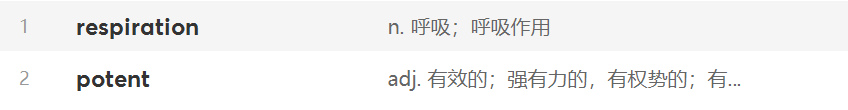 1 respiration n. 呼吸；呼吸作用
2 potent adj. 有效的；强有力的，有权势的；有...